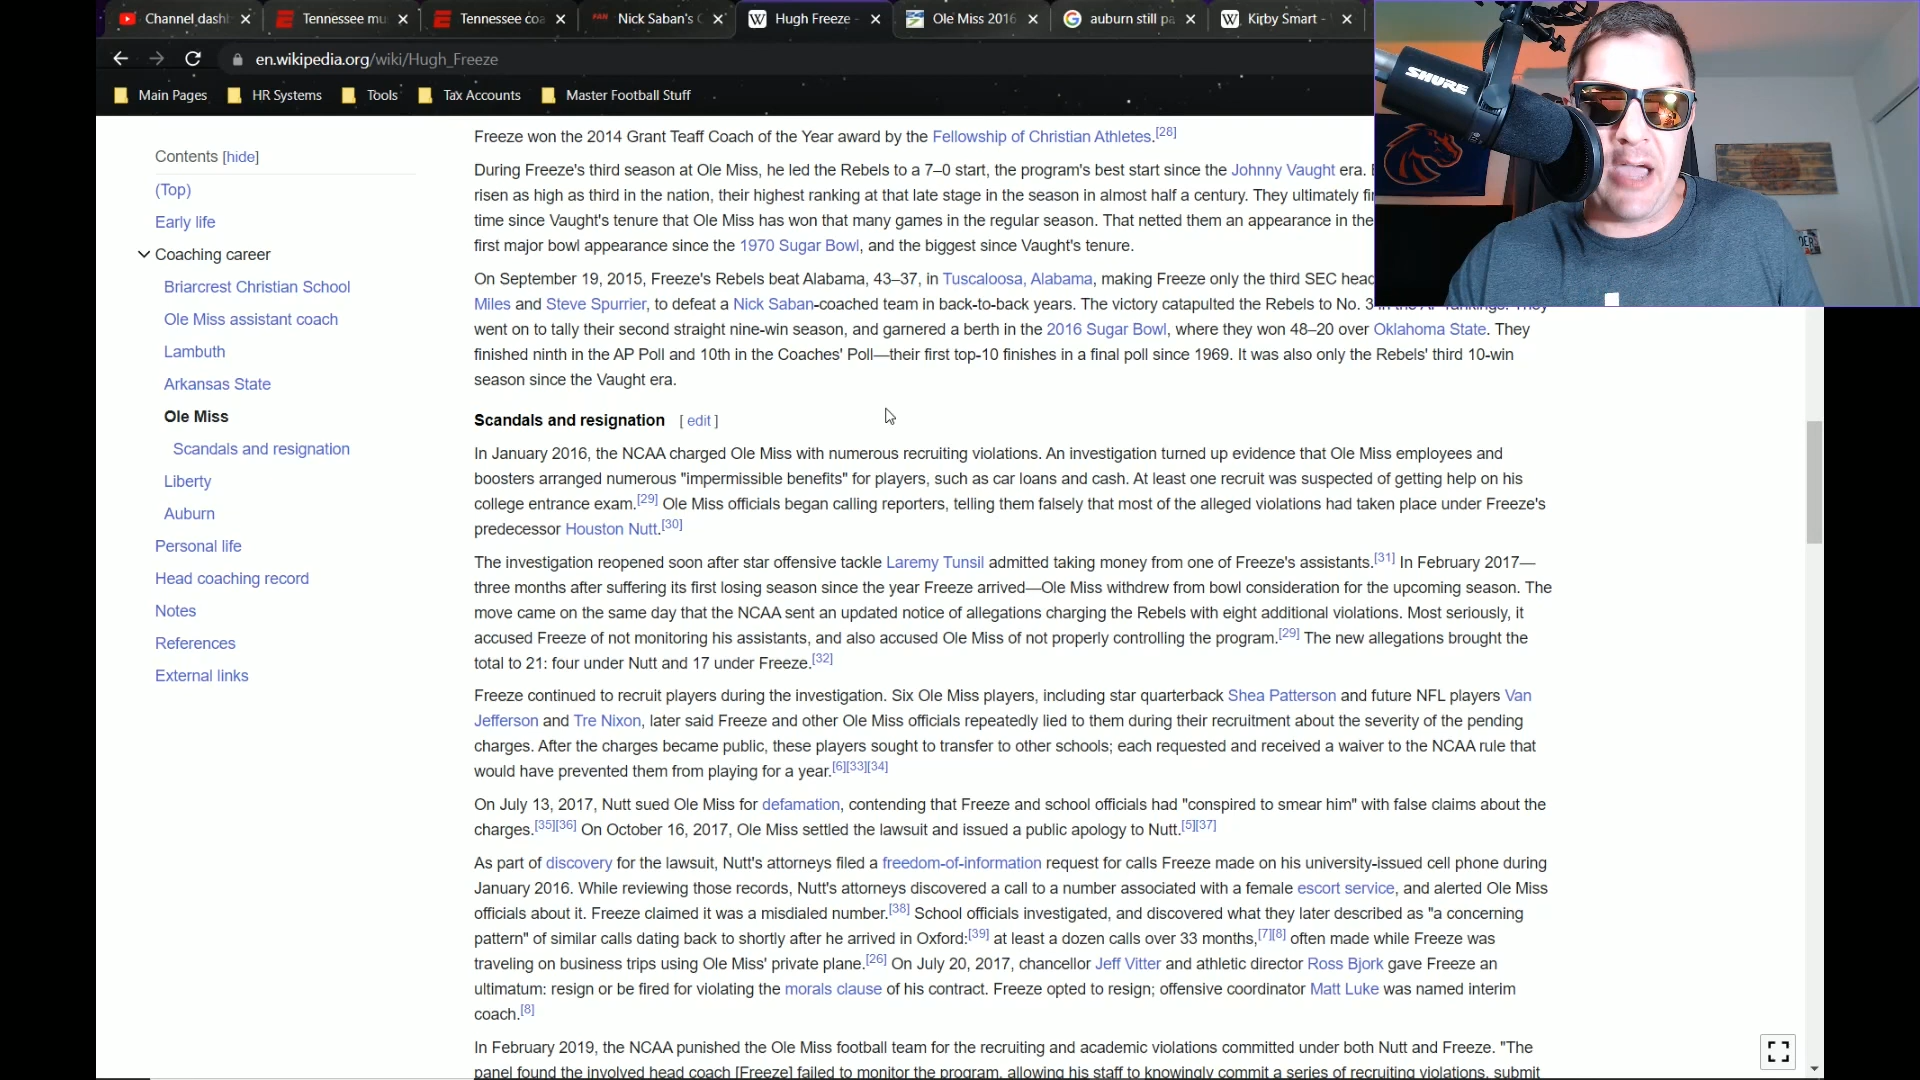 Channel dash
Tennessee mu
Tennessee coa
Nick Saban's
Hugh Freeze -
Ole Miss 2016
auburn still pa
Kirby Smart -
en.wikipedia.org/wiki/Hugh_Freeze
Main Pages
HR Systems
Tools
Tax Accounts
Master Football Stuff
SHURE
Contents [hide]
(Top)
Early life
Coaching career
Briarcrest Christian School
Ole Miss assistant coach
Lambuth
Arkansas State
Ole Miss
Scandals and resignation
Liberty
Auburn
Personal life
Head coaching record
Notes
References
External links
Freeze won the 2014 Grant Teaff Coach of the Year award by the Fellowship of Christian Athletes.[28]
During Freeze's third season at Ole Miss, he led the Rebels to a 7–0 start, the program's best start since the Johnny Vaught era.
risen as high as third in the nation, their highest ranking at that late stage in the season in almost half a century. They ultimately fi
time since Vaught's tenure that Ole Miss has won that many games in the regular season. That netted them an appearance in the
first major bowl appearance since the 1970 Sugar Bowl, and the biggest since Vaught's tenure.
On September 19, 2015, Freeze's Rebels beat Alabama, 43–37, in Tuscaloosa, Alabama, making Freeze only the third SEC head
Miles and Steve Spurrier, to defeat a Nick Saban-coached team in back-to-back years. The victory catapulted the Rebels to No. 3 in the AP rankings. They
went on to tally their second straight nine-win season, and garnered a berth in the 2016 Sugar Bowl, where they won 48–20 over Oklahoma State. They
finished ninth in the AP Poll and 10th in the Coaches' Poll—their first top-10 finishes in a final poll since 1969. It was also only the Rebels' third 10-win
season since the Vaught era.
Scandals and resignation [ edit ]
In January 2016, the NCAA charged Ole Miss with numerous recruiting violations. An investigation turned up evidence that Ole Miss employees and
boosters arranged numerous "impermissible benefits" for players, such as car loans and cash. At least one recruit was suspected of getting help on his
college entrance exam.[29] Ole Miss officials began calling reporters, telling them falsely that most of the alleged violations had taken place under Freeze's
predecessor Houston Nutt.[30]
The investigation reopened soon after star offensive tackle Laremy Tunsil admitted taking money from one of Freeze's assistants.[31] In February 2017—
three months after suffering its first losing season since the year Freeze arrived—Ole Miss withdrew from bowl consideration for the upcoming season. The
move came on the same day that the NCAA sent an updated notice of allegations charging the Rebels with eight additional violations. Most seriously, it
accused Freeze of not monitoring his assistants, and also accused Ole Miss of not properly controlling the program.[29] The new allegations brought the
total to 21: four under Nutt and 17 under Freeze.[32]
Freeze continued to recruit players during the investigation. Six Ole Miss players, including star quarterback Shea Patterson and future NFL players Van
Jefferson and Tre Nixon, later said Freeze and other Ole Miss officials repeatedly lied to them during their recruitment about the severity of the pending
charges. After the charges became public, these players sought to transfer to other schools; each requested and received a waiver to the NCAA rule that
would have prevented them from playing for a year.[6][33][34]
On July 13, 2017, Nutt sued Ole Miss for defamation, contending that Freeze and school officials had "conspired to smear him" with false claims about the
charges.[35][36] On October 16, 2017, Ole Miss settled the lawsuit and issued a public apology to Nutt.[5][37]
As part of discovery for the lawsuit, Nutt's attorneys filed a freedom-of-information request for calls Freeze made on his university-issued cell phone during
January 2016. While reviewing those records, Nutt's attorneys discovered a call to a number associated with a female escort service, and alerted Ole Miss
officials about it. Freeze claimed it was a misdialed number.[38] School officials investigated, and discovered what they later described as "a concerning
pattern" of similar calls dating back to shortly after he arrived in Oxford:[39] at least a dozen calls over 33 months,[7][8] often made while Freeze was
traveling on business trips using Ole Miss' private plane.[26] On July 20, 2017, chancellor Jeff Vitter and athletic director Ross Bjork gave Freeze an
ultimatum: resign or be fired for violating the morals clause of his contract. Freeze opted to resign; offensive coordinator Matt Luke was named interim
coach.[8]
In February 2019, the NCAA punished the Ole Miss football team for the recruiting and academic violations committed under both Nutt and Freeze. "The
panel found the involved head coach [Freeze] failed to monitor the program, allowing his staff to knowingly commit a series of recruiting violations, submit